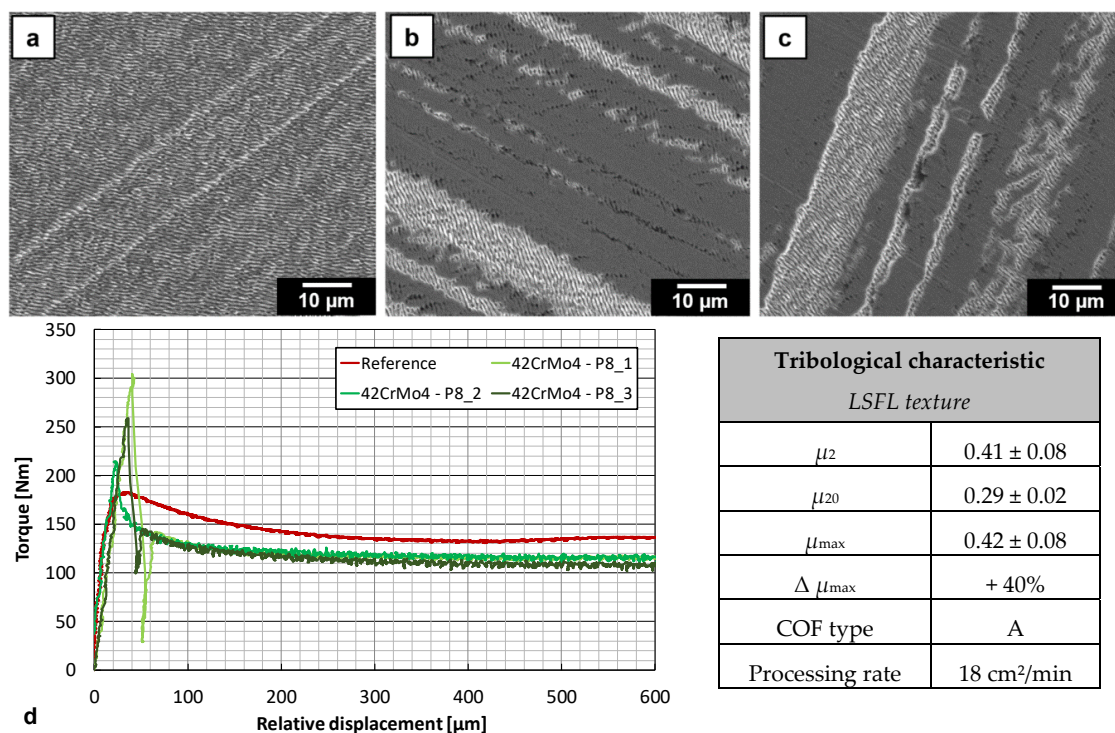 a
b
c
10 µm
10 µm
10 µm
350
300
250
200
150
100
50
0
Torque [Nm]
Reference
42CrMo4 - P8_1
42CrMo4 - P8_2
42CrMo4 - P8_3
0
100
200
300
400
500
600
Relative displacement [µm]
d
Tribological characteristic
LSFL texture
µ2 0.41 ± 0.08
µ20 0.29 ± 0.02
µmax 0.42 ± 0.08
Δ µmax + 40%
COF type A
Processing rate 18 cm²/min